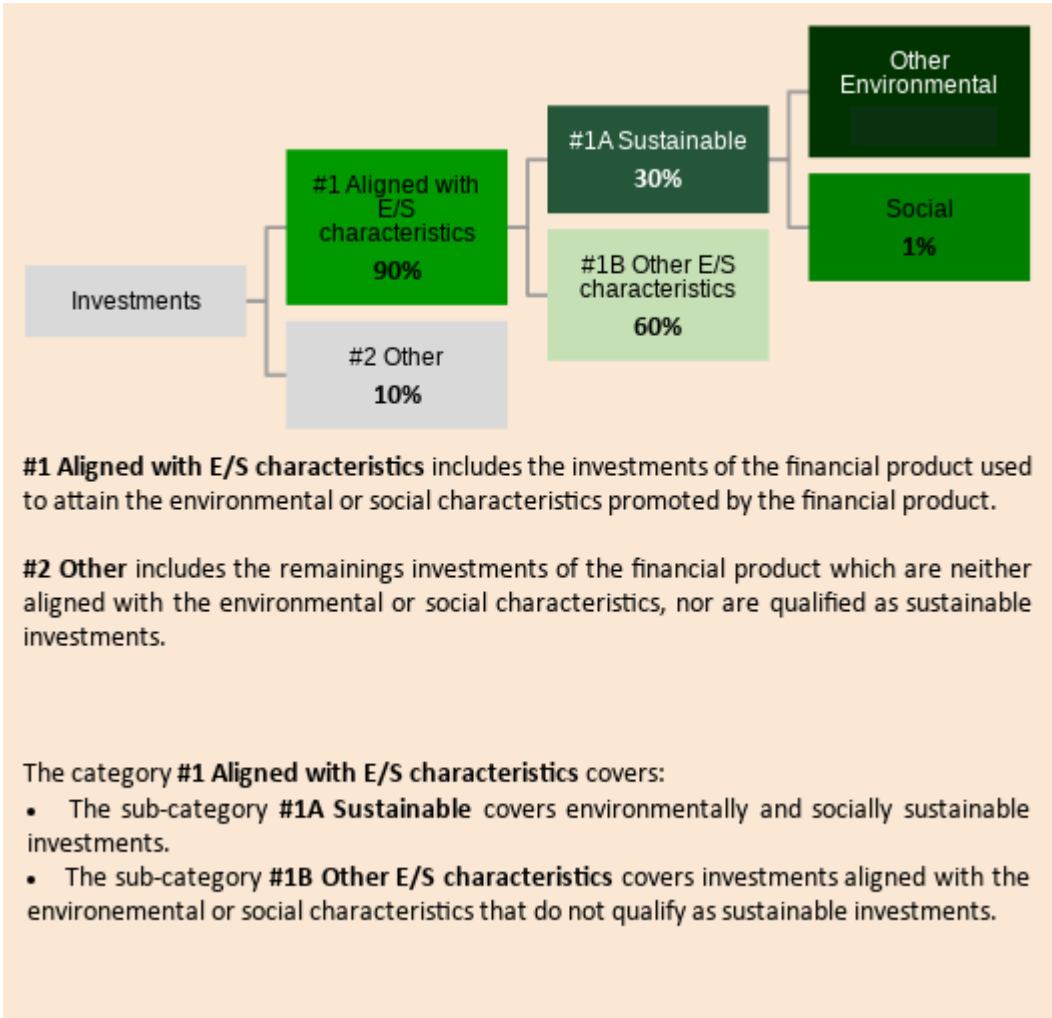 Other
Environmental
#1A Sustainable
30%
#1 Aligned with
E/S
characteristics
90%
Social
1%
#1B Other E/S
characteristics
60%
Investments
#2 Other
10%
#1 Aligned with E/S characteristics includes the investments of the financial product used
to attain the environmental or social characteristics promoted by the financial product.
#2 Other includes the remainings investments of the financial product which are neither
aligned with the environmental or social characteristics, nor are qualified as sustainable
investments.
The category #1 Aligned with E/S characteristics covers:
• The sub-category #1A Sustainable covers environmentally and socially sustainable
investments.
• The sub-category #1B Other E/S characteristics covers investments aligned with the
environemental or social characteristics that do not qualify as sustainable investments.